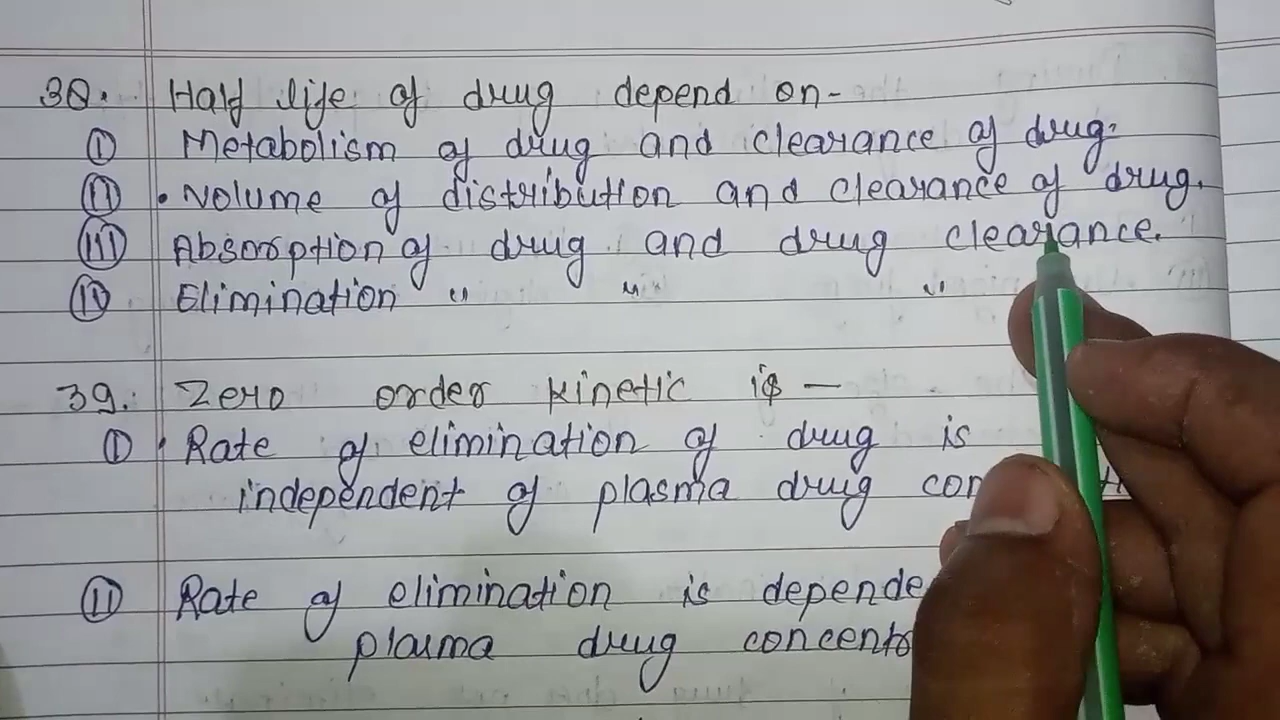 38. Half life of drug depend on-
(I) Metabolism of drug and clearance of drug.
(II) • Volume of distribution and clearance of drug.
(III) Absorption of drug and drug clearance.
(IV) Elimination " " "
39. Zero order kinetic is —
(I) • Rate of elimination of drug is
independent of plasma drug con
(II) Rate of elimination is depende
plasma drug concent